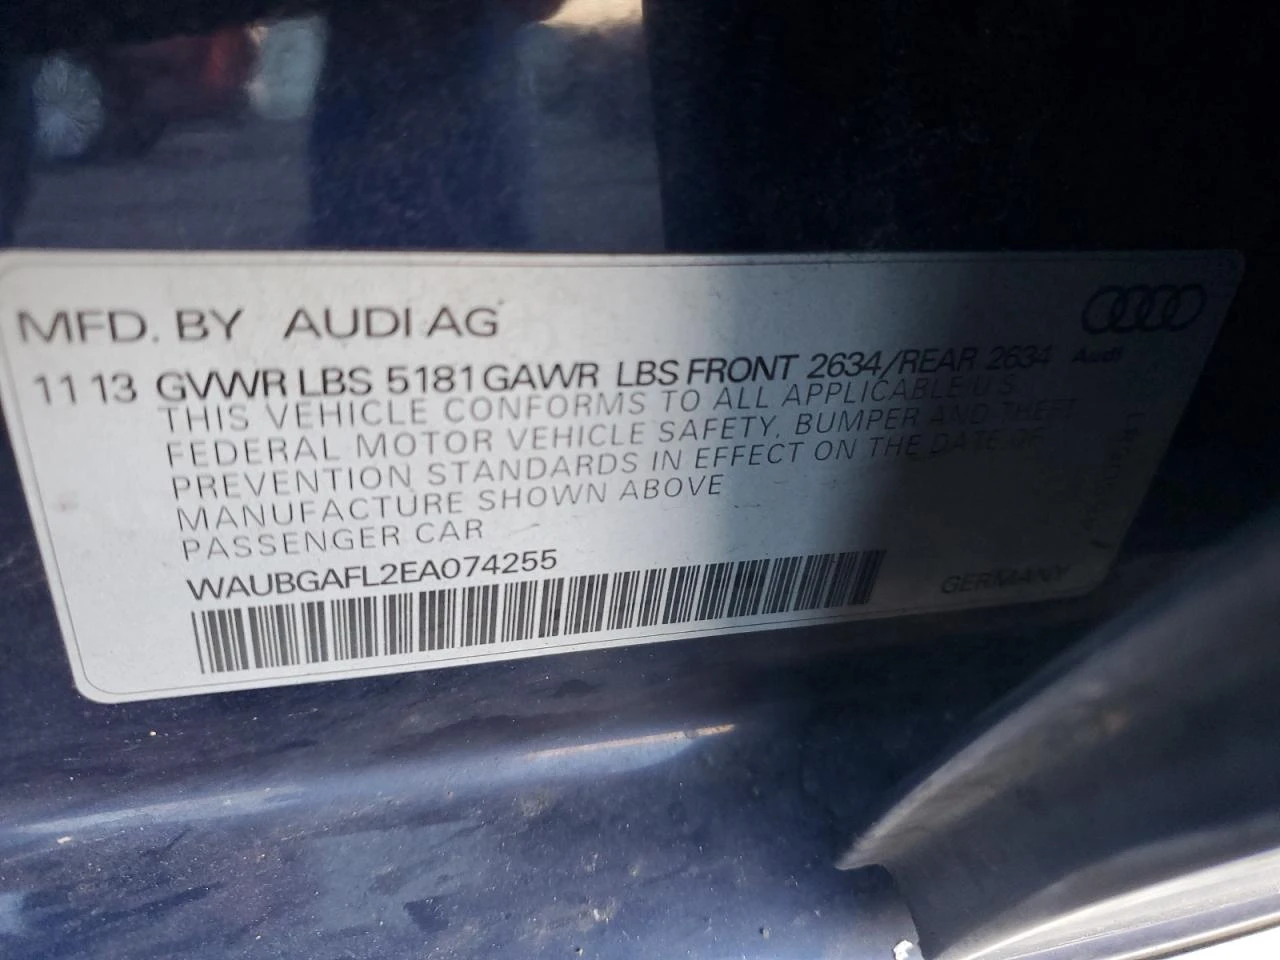 MFD. BY AUDI AG
11 13 GVWR LBS 5181 GAWR LBS FRONT 2634/REAR 2634
Audi
THIS VEHICLE CONFORMS TO ALL APPLICABLE U.S.
FEDERAL MOTOR VEHICLE SAFETY, BUMPER AND THEFT
PREVENTION STANDARDS IN EFFECT ON THE DATE OF
MANUFACTURE SHOWN ABOVE
PASSENGER CAR
WAUBGAFL2EA074255
GERMANY